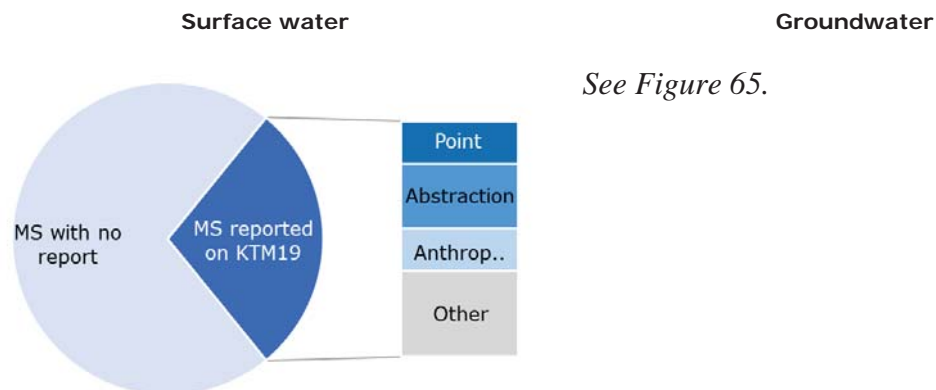 Surface water
Groundwater
See Figure 65.
MS with no
report
MS reported
on KTM19
Point
Abstraction
Anthrop..
Other